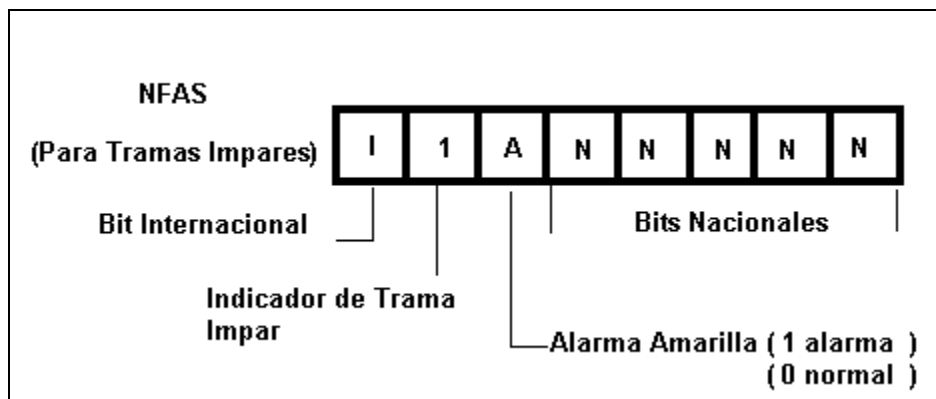 NFAS
(Para Tramas Impares)
I 1 A N N N N N
Bit Internacional
Bits Nacionales
Indicador de Trama
Impar
Alarma Amarilla ( 1 alarma )
( 0 normal )